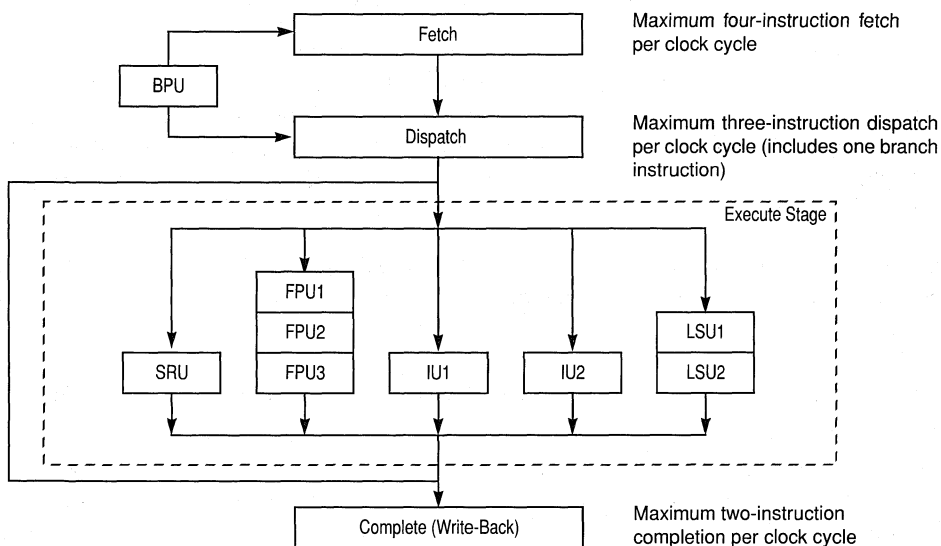 Fetch
Maximum four-instruction fetch
per clock cycle
BPU
Dispatch
Maximum three-instruction dispatch
per clock cycle (includes one branch
instruction)
Execute Stage
FPU1
FPU2
FPU3
LSU1
LSU2
SRU
IU1
IU2
Complete (Write-Back)
Maximum two-instruction
completion per clock cycle